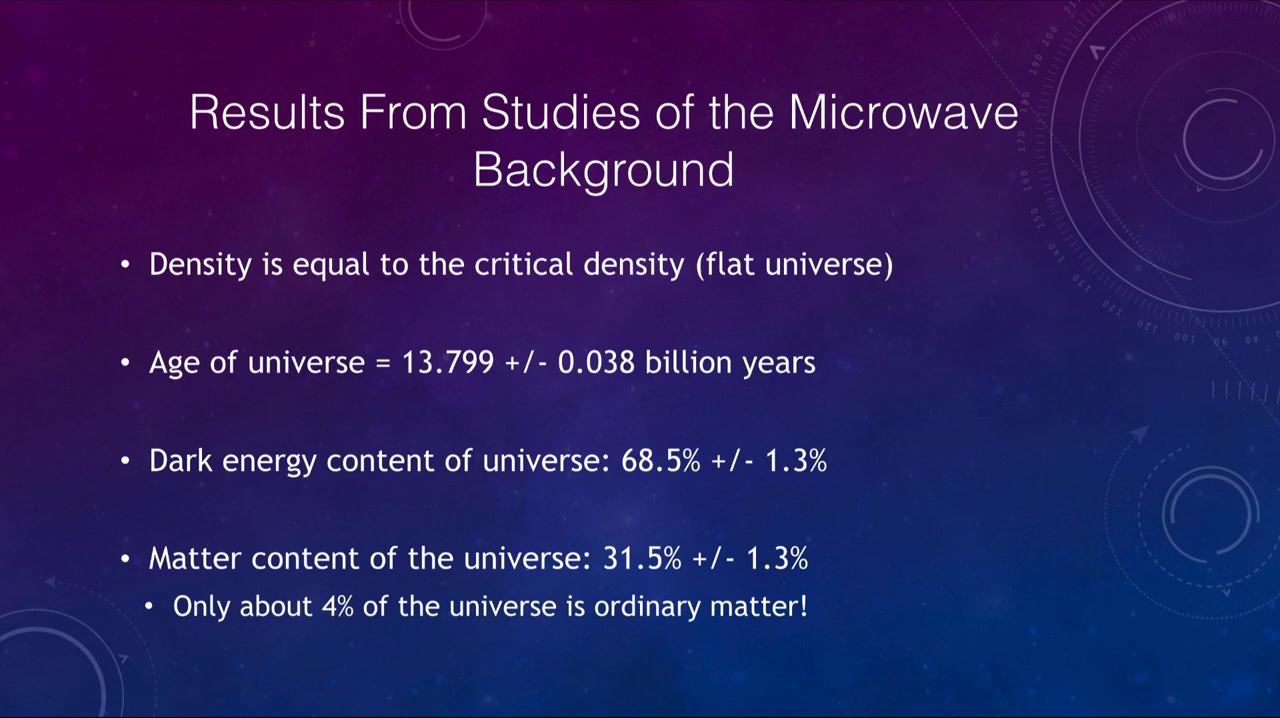 Results From Studies of the Microwave
Background
• Density is equal to the critical density (flat universe)
• Age of universe = 13.799 +/- 0.038 billion years
• Dark energy content of universe: 68.5% +/- 1.3%
• Matter content of the universe: 31.5% +/- 1.3%
• Only about 4% of the universe is ordinary matter!